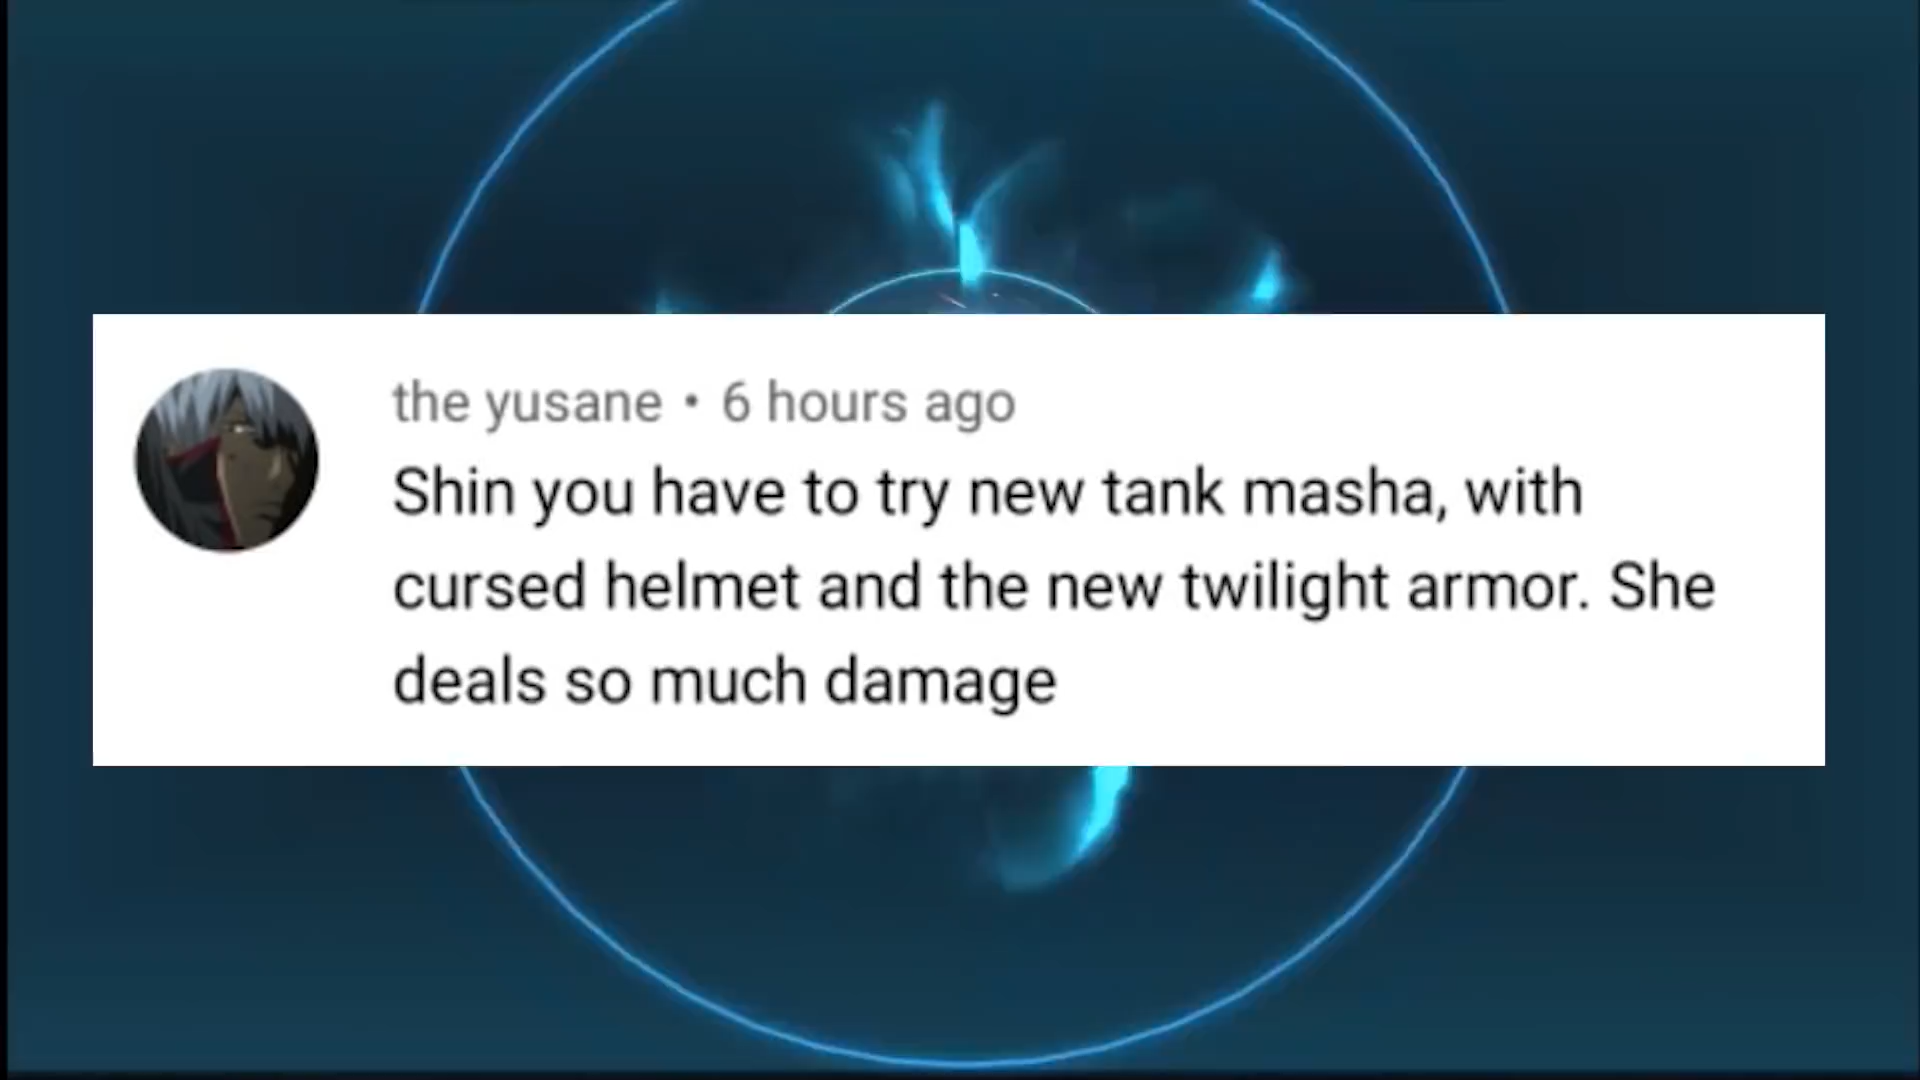 the yusane • 6 hours ago
Shin you have to try new tank masha, with
cursed helmet and the new twilight armor. She
deals so much damage